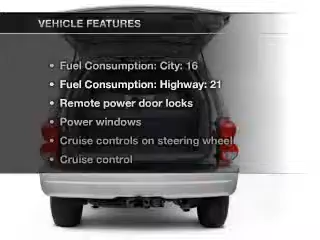 VEHICLE FEATURES
• Fuel Consumption: City: 16
• Fuel Consumption: Highway: 21
• Remote power door locks
• Power windows
• Cruise controls on steering wheel
• Cruise control